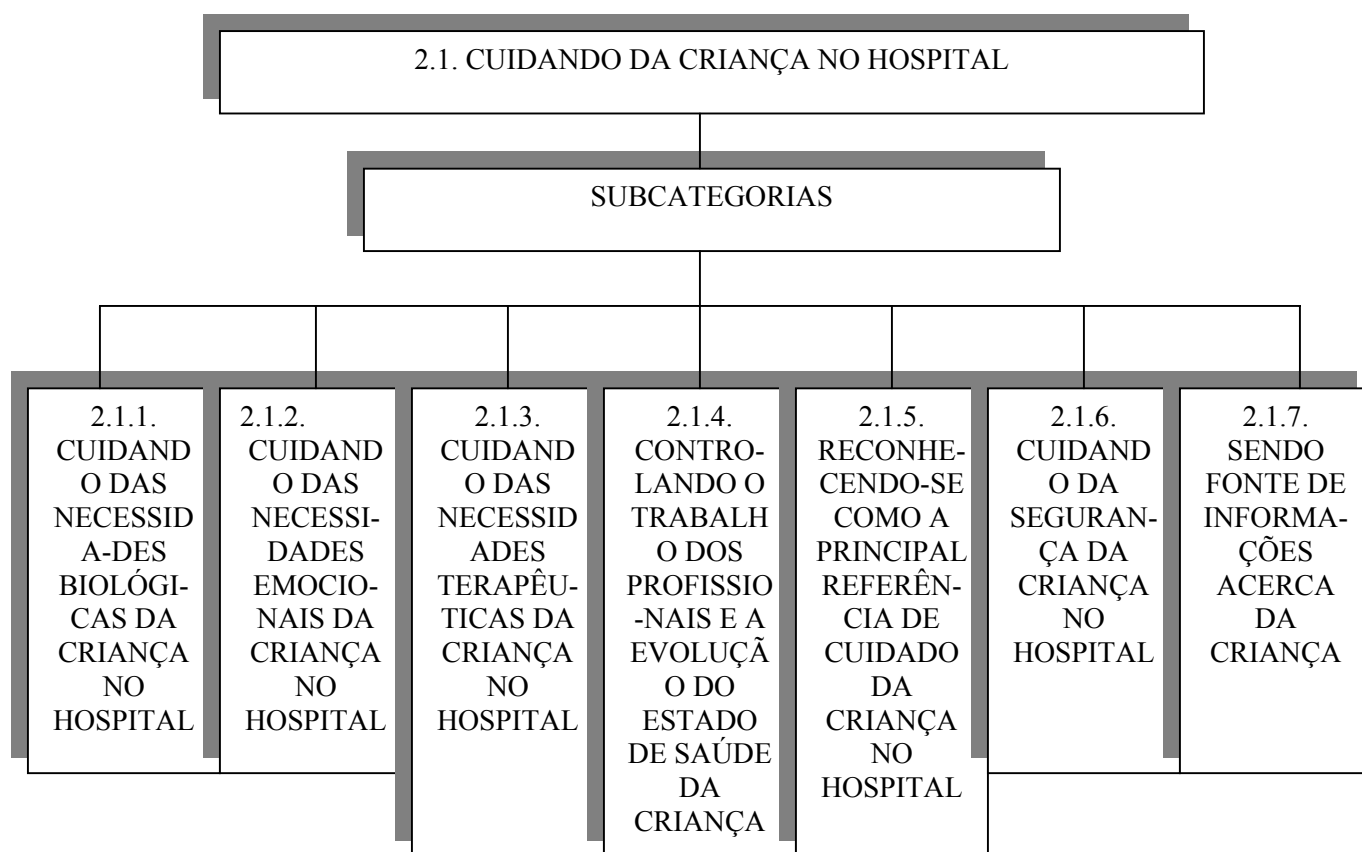 2.1. CUIDANDO DA CRIANÇA NO HOSPITAL
SUBCATEGORIAS
2.1.1.
CUIDAND
O DAS
NECESSID
A-DES
BIOLÓGI-
CAS DA
CRIANÇA
NO
HOSPITAL
2.1.2.
CUIDAND
O DAS
NECESSI-
DADES
EMOCIO-
NAIS DA
CRIANÇA
NO
HOSPITAL
2.1.3.
CUIDAND
O DAS
NECESSID
ADES
TERAPÊU-
TICAS DA
CRIANÇA
NO
HOSPITAL
2.1.4.
CONTRO-
LANDO O
TRABALH
O DOS
PROFISSIO
-NAIS E A
EVOLUÇÃ
O DO
ESTADO
DE SAÚDE
DA
CRIANÇA
2.1.5.
RECONHE-
CENDO-SE
COMO A
PRINCIPAL
REFERÊN-
CIA DE
CUIDADO
DA
CRIANÇA
NO
HOSPITAL
2.1.6.
CUIDAND
O DA
SEGURAN-
ÇA DA
CRIANÇA
NO
HOSPITAL
2.1.7.
SENDO
FONTE DE
INFORMA-
ÇÕES
ACERCA
DA
CRIANÇA